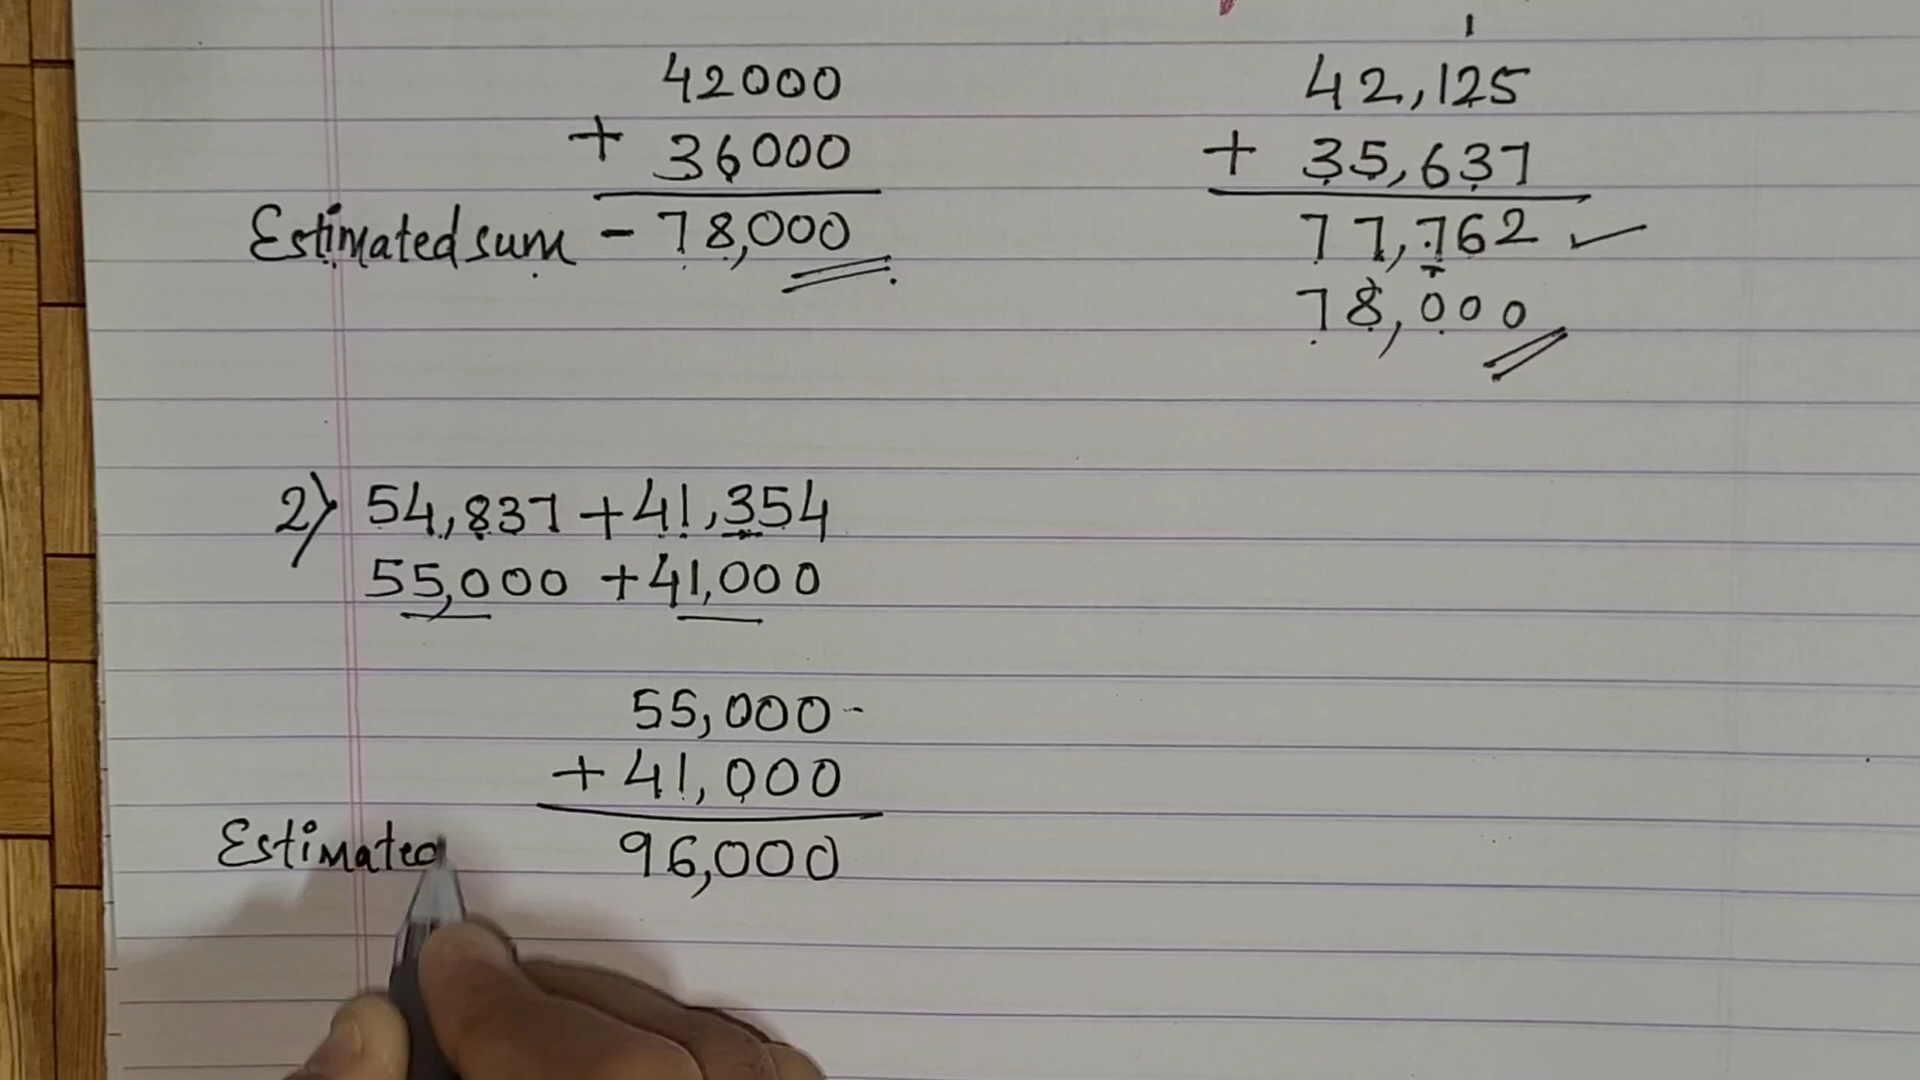 42000
+ 36000
Estimated sum - 78,000
1
42,125
+ 35,637
77,762 ✓
78,000
2) 54,837 + 41,354
55,000 + 41,000
55,000 -
+ 41,000
Estimated 96,000